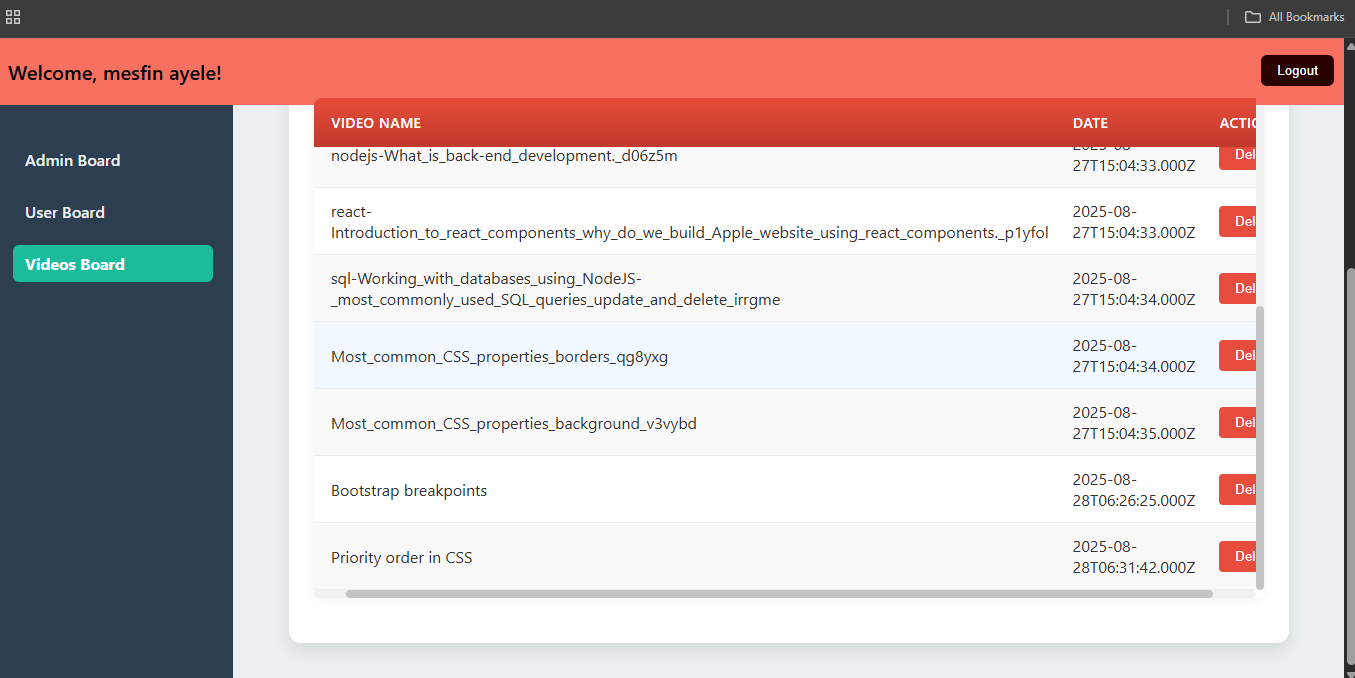 All Bookmarks
Welcome, mesfin ayele!
Logout
Admin Board
User Board
Videos Board
VIDEO NAME
DATE
ACTIO
nodejs-What_is_back-end_development._d06z5m
2025-08-
27T15:04:33.000Z
Del
react-
Introduction_to_react_components_why_do_we_build_Apple_website_using_react_components._p1yfol
2025-08-
27T15:04:33.000Z
Del
sql-Working_with_databases_using_NodeJS-
_most_commonly_used_SQL_queries_update_and_delete_irrgme
2025-08-
27T15:04:34.000Z
Del
Most_common_CSS_properties_borders_qg8yxg
2025-08-
27T15:04:34.000Z
Del
Most_common_CSS_properties_background_v3vybd
2025-08-
27T15:04:35.000Z
Del
Bootstrap breakpoints
2025-08-
28T06:26:25.000Z
Del
Priority order in CSS
2025-08-
28T06:31:42.000Z
Del